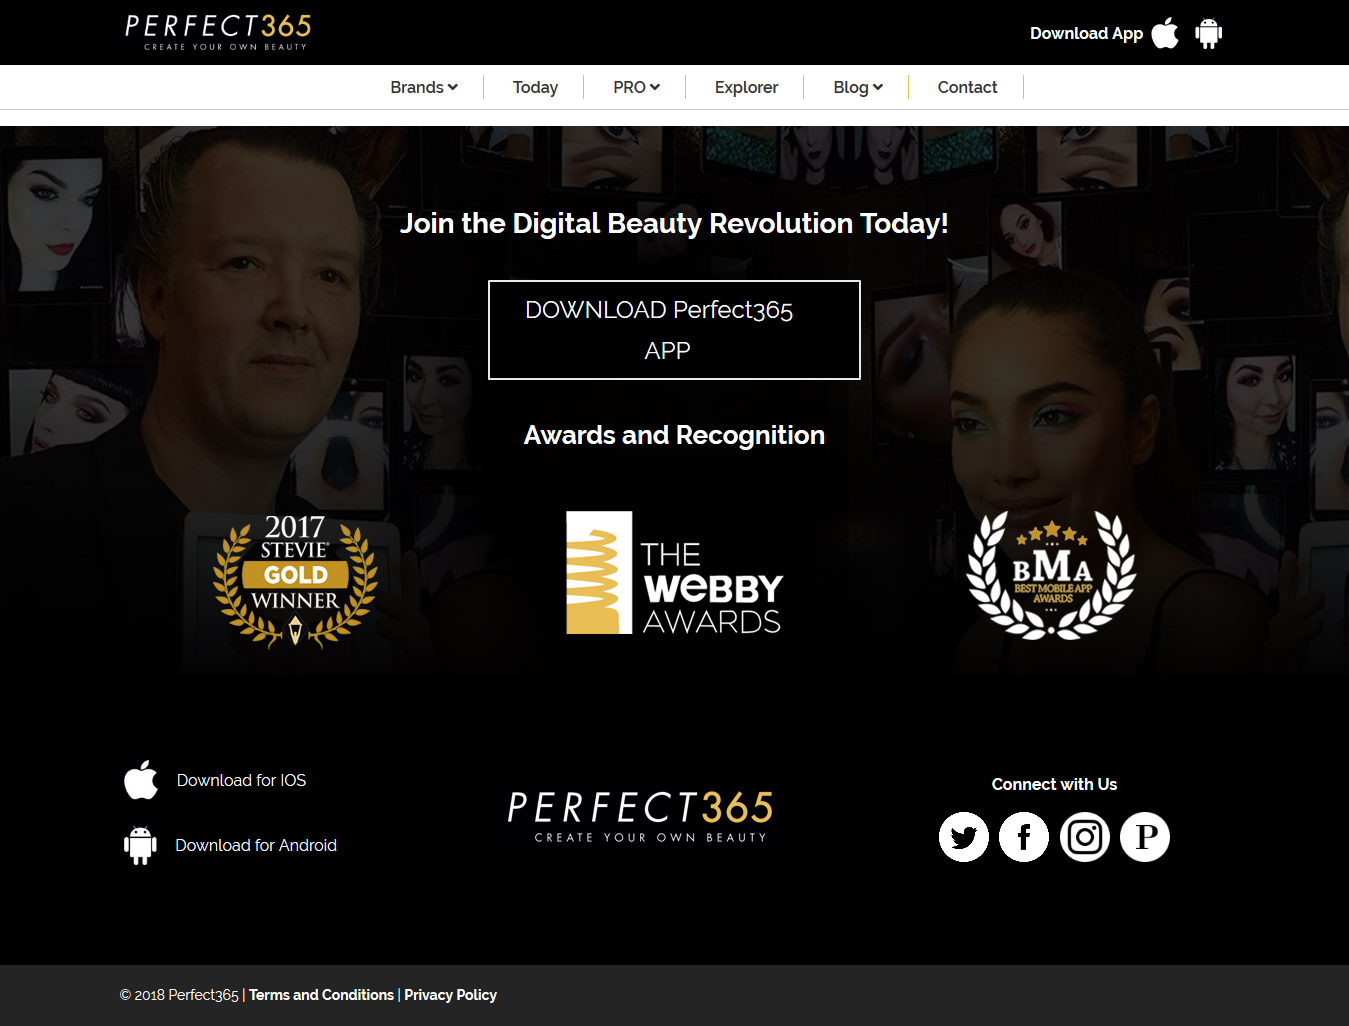 PERFECT365
CREATE YOUR OWN BEAUTY
Download App
Brands
Today
PRO
Explorer
Blog
Contact
Join the Digital Beauty Revolution Today!
DOWNLOAD Perfect365
APP
Awards and Recognition
2017
STEVIE®
GOLD
WINNER
THE
WEBBY
AWARDS
BMA
BEST MOBILE APP
AWARDS
Download for IOS
Download for Android
PERFECT365
CREATE YOUR OWN BEAUTY
Connect with Us
P
© 2018 Perfect365 | Terms and Conditions | Privacy Policy